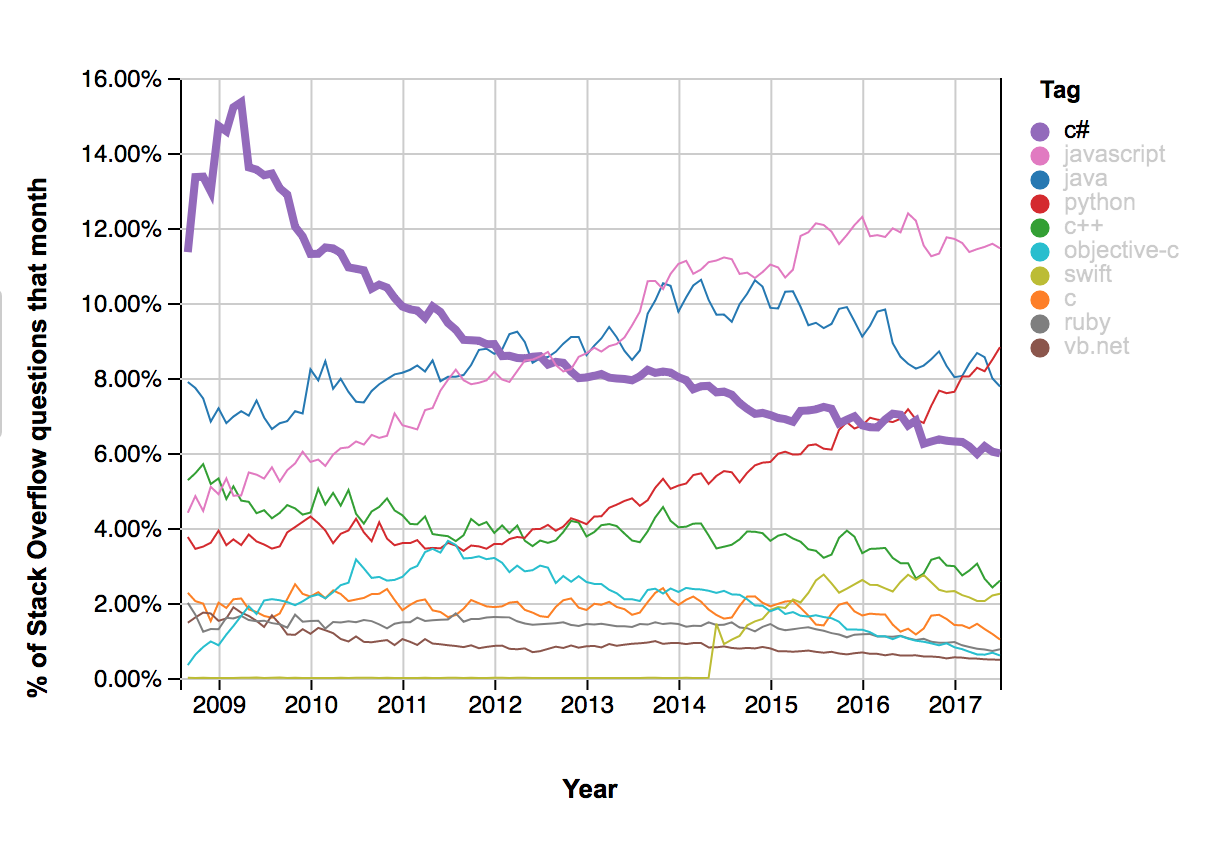 16.00%
14.00%
12.00%
10.00%
8.00%
6.00%
4.00%
2.00%
0.00%
% of Stack Overflow questions that month
2009 2010 2011 2012 2013 2014 2015 2016 2017
Year
Tag
c#
javascript
java
python
c++
objective-c
swift
c
ruby
vb.net